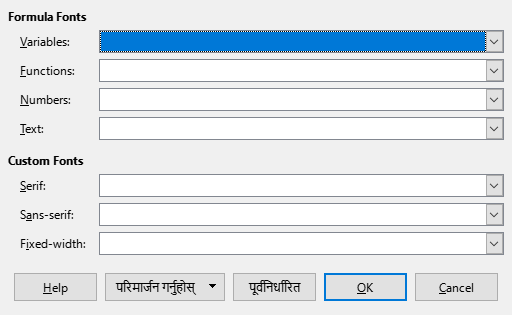 Formula Fonts
Variables:
Functions:
Numbers:
Text:
Custom Fonts
Serif:
Sans-serif:
Fixed-width:
Help परिमार्जन गर्नुहोस् पूर्वनिर्धारित OK Cancel